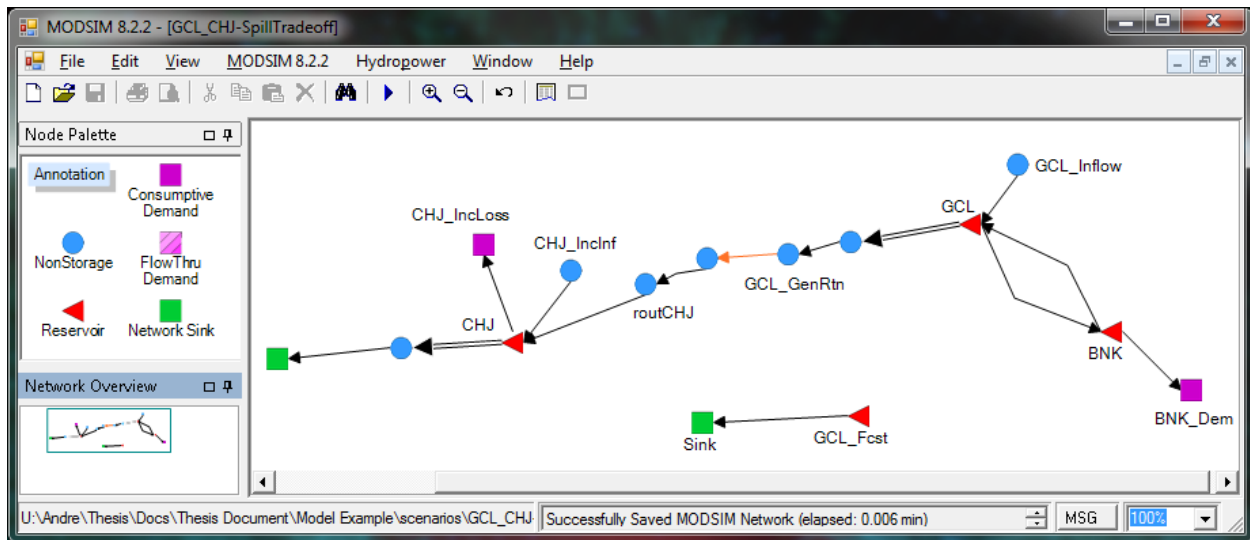 MODSIM 8.2.2 - [GCL_CHJ-SpillTradeoff]
File Edit View MODSIM 8.2.2 Hydropower Window Help
Node Palette
Annotation
Consumptive
Demand
NonStorage
FlowThru
Demand
Reservoir
Network Sink
Network Overview
GCL_Inflow
GCL
CHJ_IncLoss
CHJ_IncInf
GCL_GenRtn
routCHJ
CHJ
BNK
BNK_Dem
GCL_Fcst
Sink
U:\Andre\Thesis\Docs\Thesis Document\Model Example\scenarios\GCL_CHJ- Successfully Saved MODSIM Network (elapsed: 0.006 min) MSG 100%